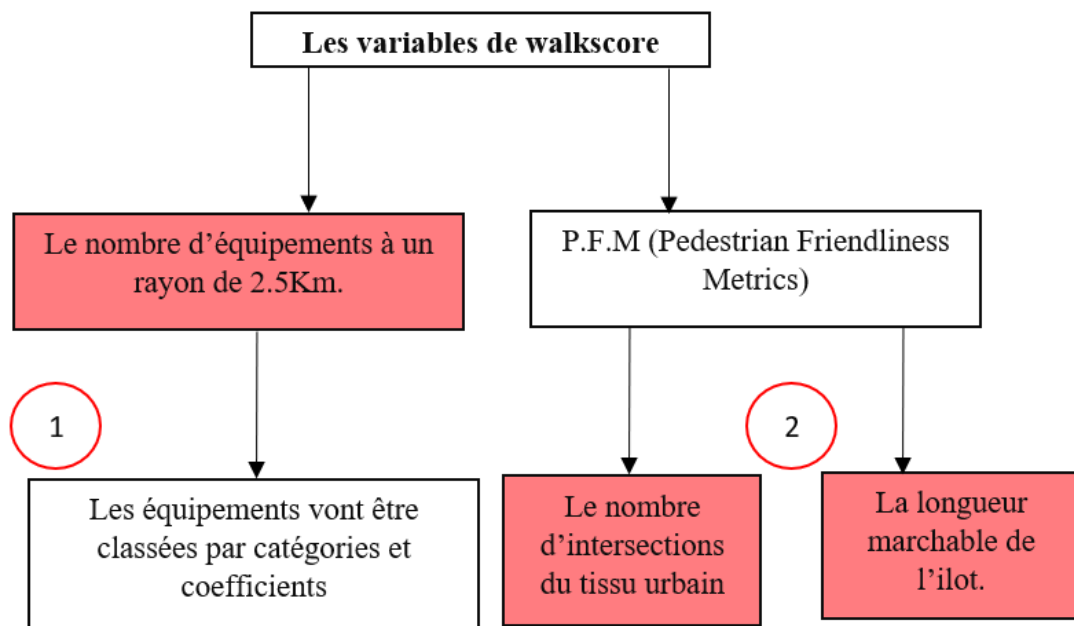 Les variables de walkscore
Le nombre d’équipements à un
rayon de 2.5Km.
P.F.M (Pedestrian Friendliness
Metrics)
1
2
Les équipements vont être
classées par catégories et
coefficients
Le nombre
d’intersections
du tissu urbain
La longueur
marchable de
l’ilot.